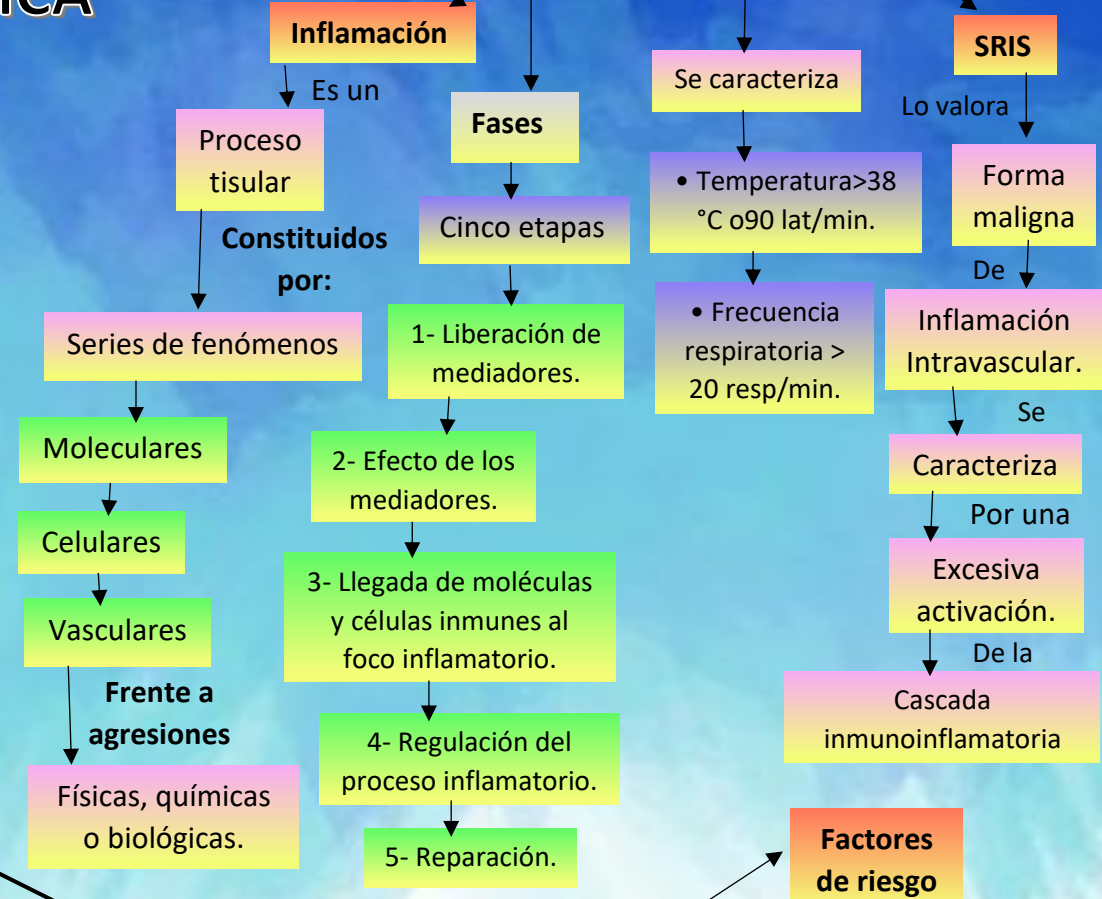 ICA
Inflamación
Es un
Proceso
tisular
Constituidos
por:
Series de fenómenos
Moleculares
Celulares
Vasculares
Frente a
agresiones
Físicas, químicas
o biológicas.
Fases
Cinco etapas
1- Liberación de
mediadores.
2- Efecto de los
mediadores.
3- Llegada de moléculas
y células inmunes al
foco inflamatorio.
4- Regulación del
proceso inflamatorio.
5- Reparación.
Se caracteriza
• Temperatura>38
°C o90 lat/min.
• Frecuencia
respiratoria >
20 resp/min.
SRIS
Lo valora
Forma
maligna
De
Inflamación
Intravascular.
Se
Caracteriza
Por una
Excesiva
activación.
De la
Cascada
inmunoinflamatoria
Factores
de riesgo